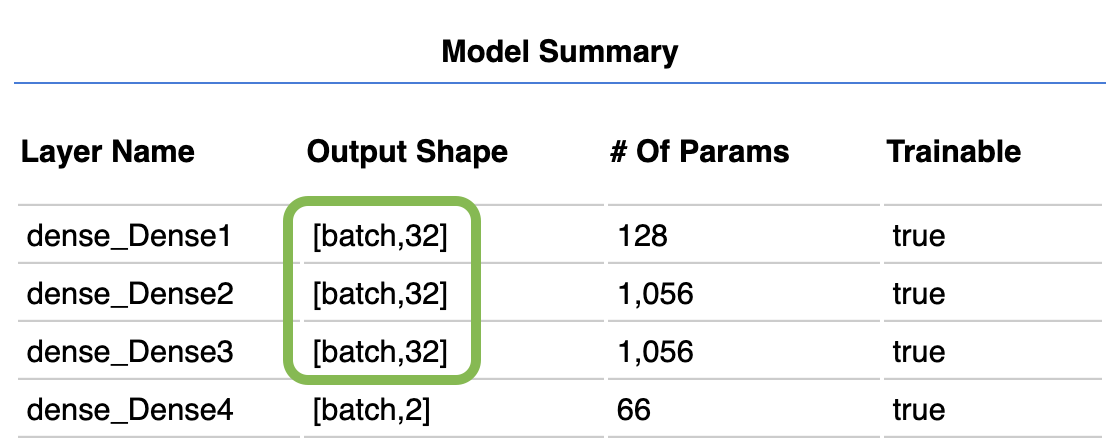 Model Summary
Layer Name Output Shape # Of Params Trainable
dense_Dense1 [batch,32] 128 true
dense_Dense2 [batch,32] 1,056 true
dense_Dense3 [batch,32] 1,056 true
dense_Dense4 [batch,2] 66 true